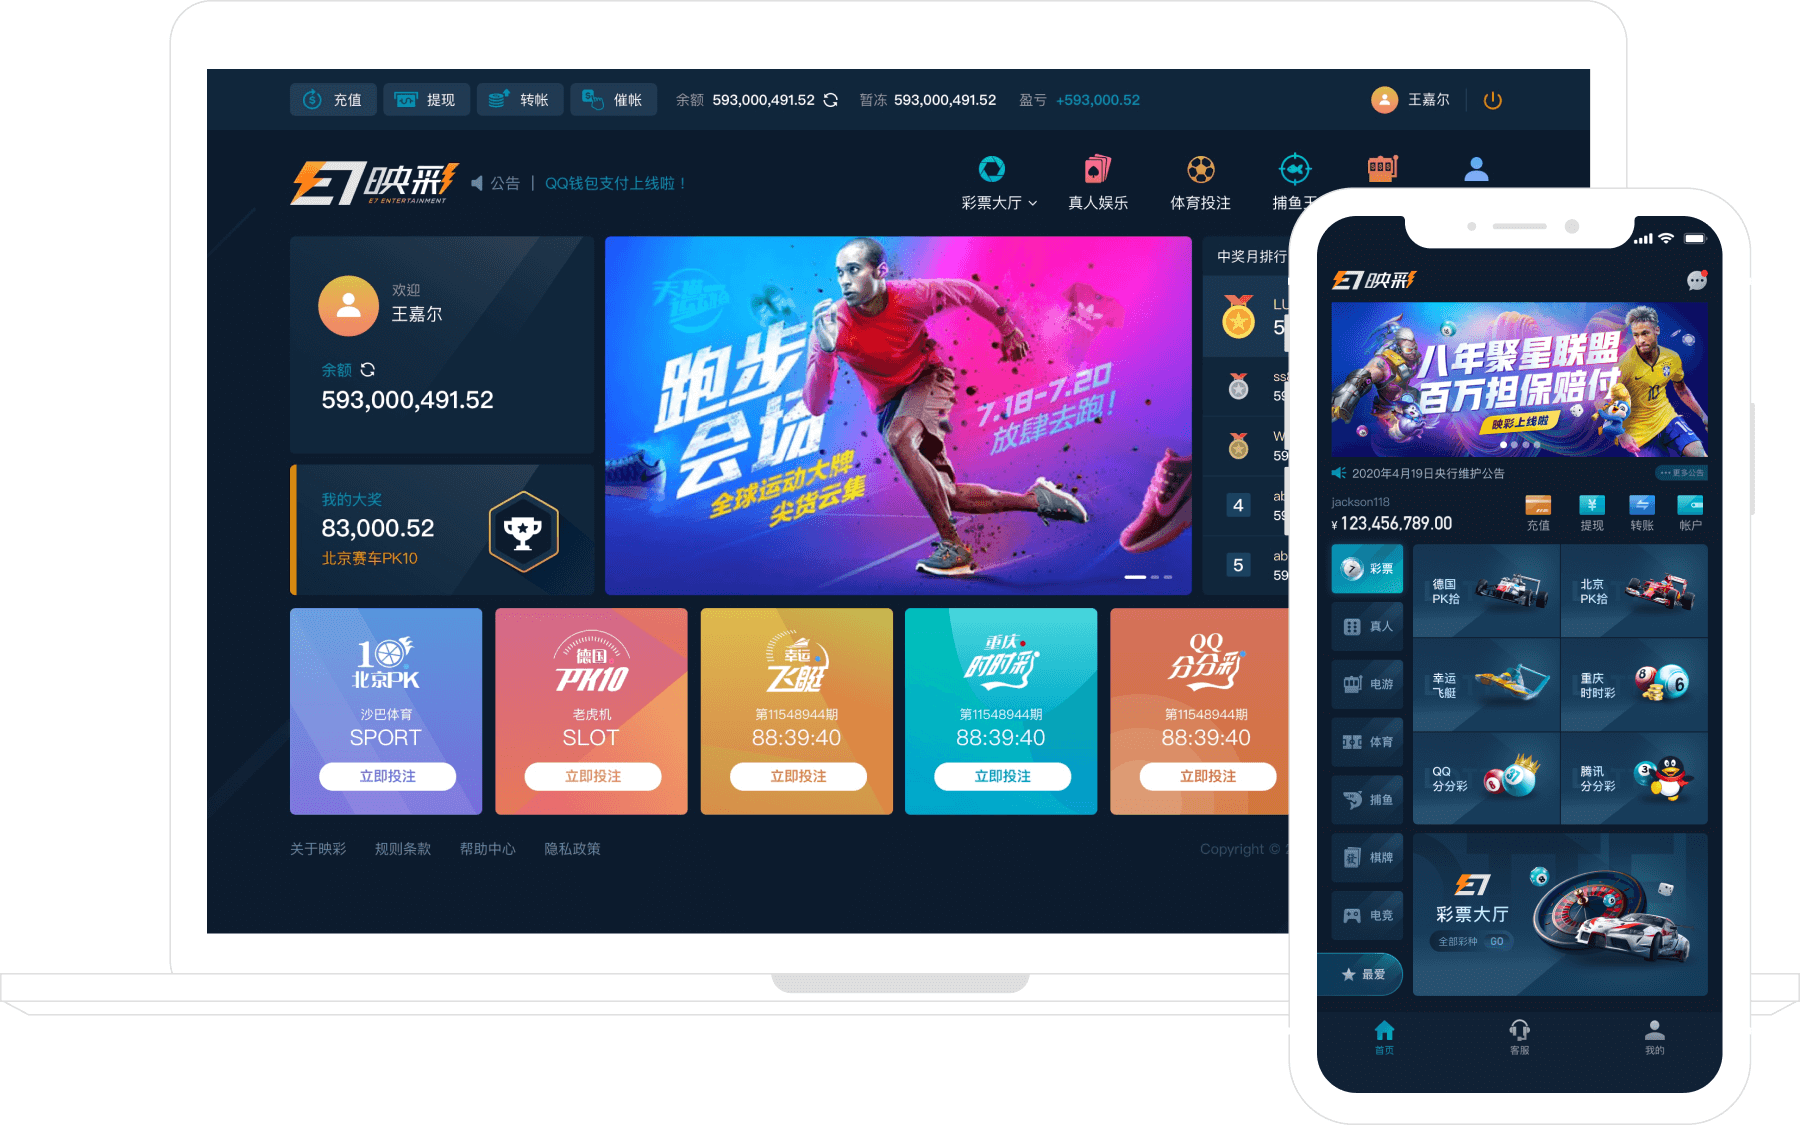 充值 提现 转帐 催帐 余额 593,000,491.52 暂冻 593,000,491.52 盈亏 +593,000.52 王嘉尔
E7映彩
E7 ENTERTAINMENT
公告 | QQ钱包支付上线啦！
彩票大厅 真人娱乐 体育投注 捕鱼王
欢迎
王嘉尔
余额
593,000,491.52
我的大奖
83,000.52
北京赛车PK10
跑步
会场
全球运动大牌
尖货云集
7.18-7.20
放肆去跑!
中奖月排行
LU
5
ss
59
W
59
4
ab
59
5
ab
59
10
北京PK
沙巴体育
SPORT
立即投注
德国
PK10
老虎机
SLOT
立即投注
幸运
飞艇
第11548944期
88:39:40
立即投注
重庆
时时彩
第11548944期
88:39:40
立即投注
QQ
分分彩
第11548944期
88:39:40
立即投注
关于映彩 规则条款 帮助中心 隐私政策
Copyright ©
E7映彩
八年聚星联盟
百万担保赔付
映彩上线啦
2020年4月19日央行维护公告
更多公告
jackson118
¥ 123,456,789.00
充值 提现 转账 帐户
彩票
真人
电游
体育
捕鱼
棋牌
电竞
最爱
德国
PK拾
北京
PK拾
幸运
飞艇
重庆
时时彩
QQ
分分彩
腾讯
分分彩
E7
彩票大厅
全部彩种 GO
首页 客服 我的